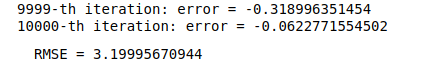 9999-th iteration: error = -0.318996351454
10000-th iteration: error = -0.0622771554502
RMSE = 3.19995670944